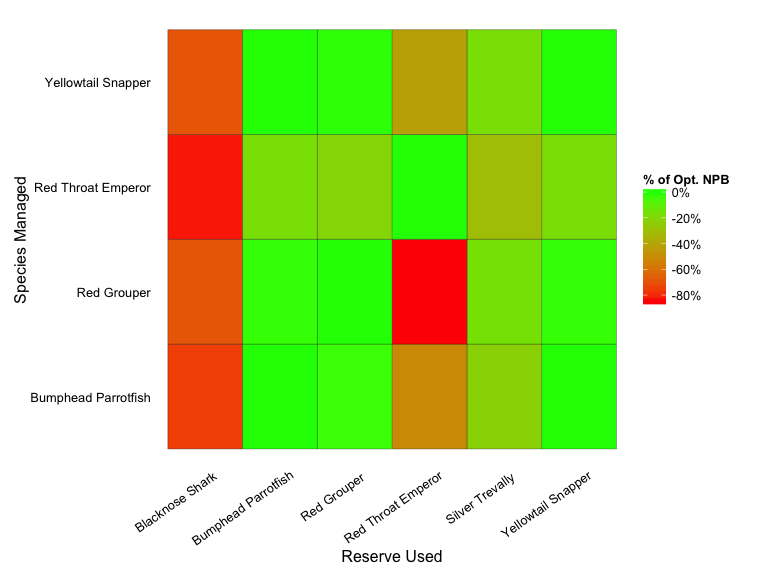 Yellowtail Snapper
Red Throat Emperor
Red Grouper
Bumphead Parrotfish
Species Managed
Blacknose Shark
Bumphead Parrotfish
Red Grouper
Red Throat Emperor
Silver Trevally
Yellowtail Snapper
Reserve Used
% of Opt. NPB
0%
-20%
-40%
-60%
-80%